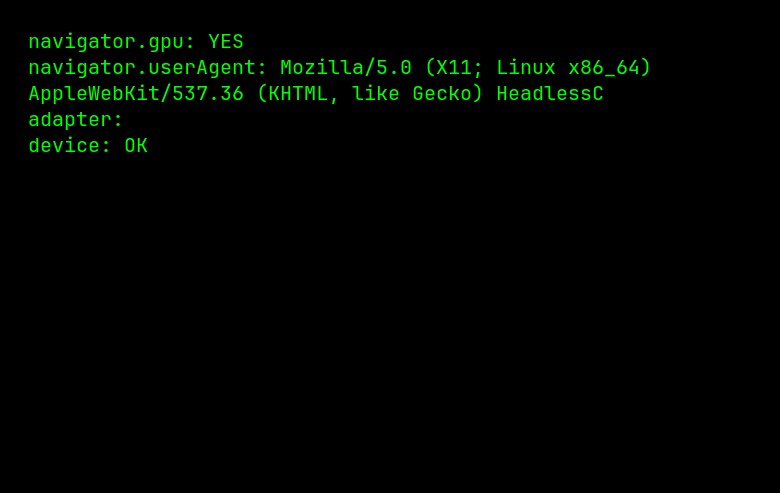 navigator.gpu: YES
navigator.userAgent: Mozilla/5.0 (X11; Linux x86_64)
AppleWebKit/537.36 (KHTML, like Gecko) HeadlessC
adapter:
device: OK